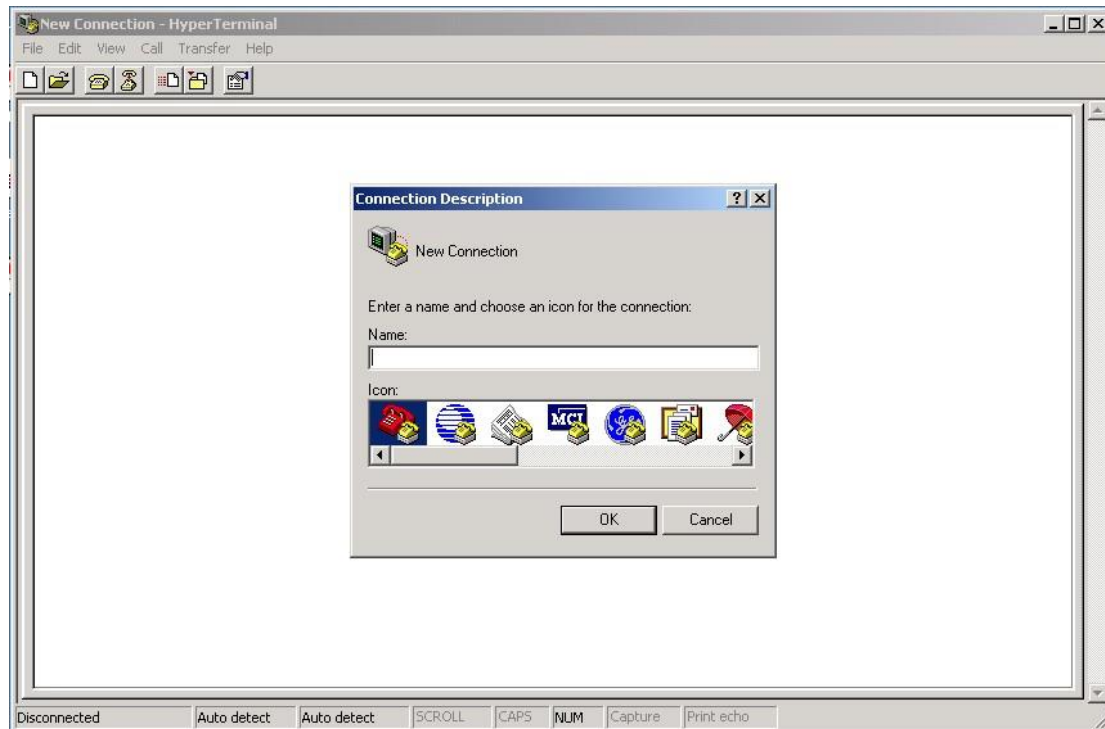 New Connection - HyperTerminal
File Edit View Call Transfer Help
Connection Description
New Connection
Enter a name and choose an icon for the connection:
Name:
Icon:
MCI
OK Cancel
Disconnected Auto detect Auto detect SCROLL CAPS NUM Capture Print echo